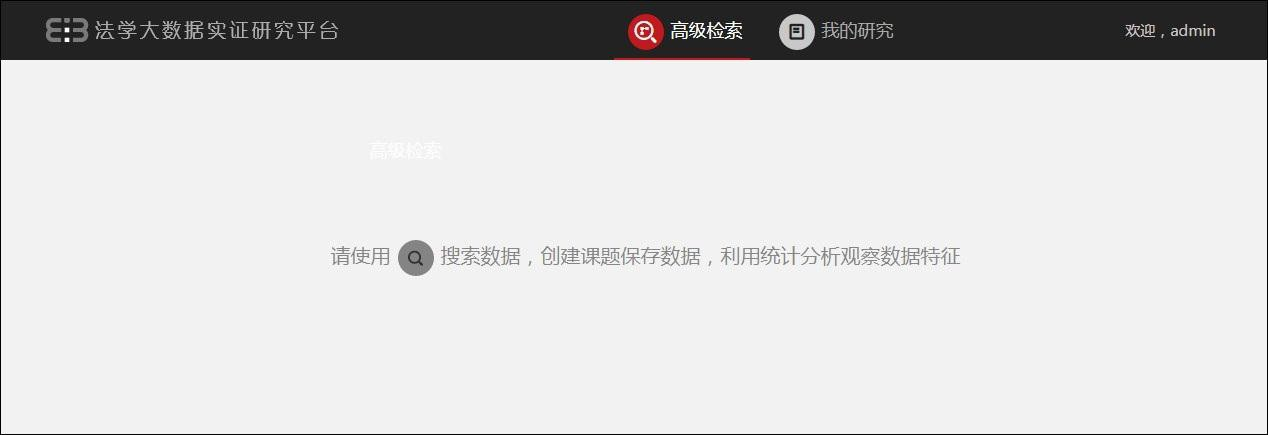 法学大数据实证研究平台 高级检索 我的研究 欢迎，admin
高级检索
请使用 搜索数据，创建课题保存数据，利用统计分析观察数据特征